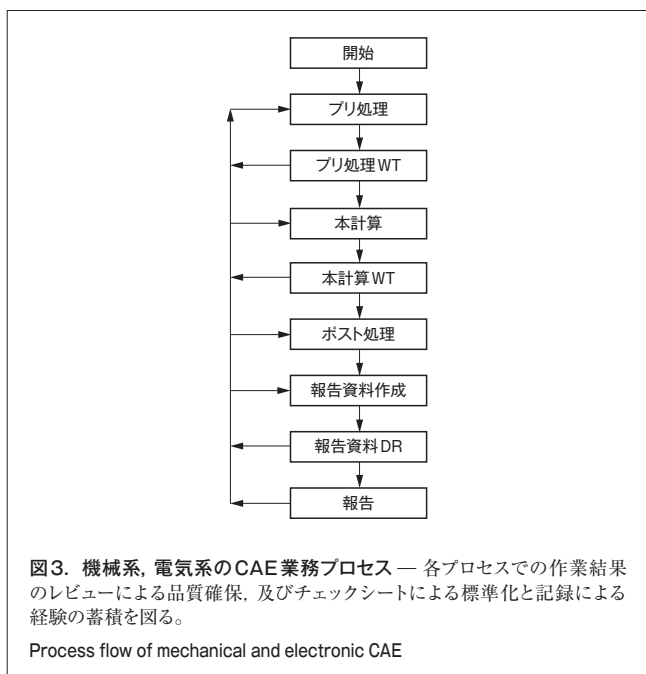 開始
プリ処理
プリ処理WT
本計算
本計算WT
ポスト処理
報告資料作成
報告資料DR
報告
図3. 機械系, 電気系のCAE業務プロセス — 各プロセスでの作業結果
のレビューによる品質確保, 及びチェックシートによる標準化と記録による
経験の蓄積を図る。
Process flow of mechanical and electronic CAE